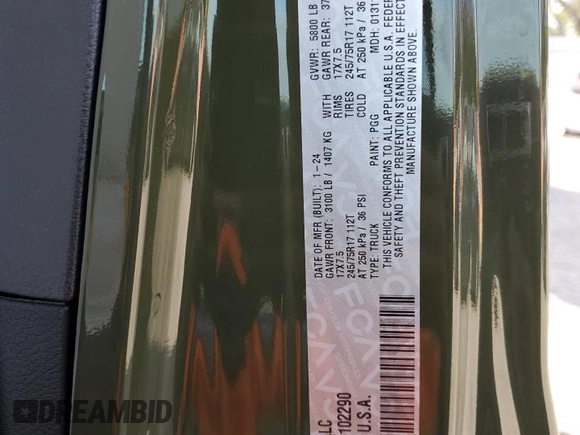 DATE OF MFR (BUILT): 1-24 GVWR: 5800 LB
GAWR FRONT: 3100 LB / 1407 KG WITH GAWR REAR: 37
17X7.5 RIMS 17X7.5
245/75R17 112T TIRES 245/75R17 112T
AT 250 kPa / 36 PSI COLD AT 250 kPa / 36
TYPE: TRUCK PAINT: PGG MDH: 0131
THIS VEHICLE CONFORMS TO ALL APPLICABLE U.S.A. FEDER
SAFETY AND THEFT PREVENTION STANDARDS IN EFFECT
MANUFACTURE SHOWN ABOVE.
LLC
102290
U.S.A.
DREAMBID